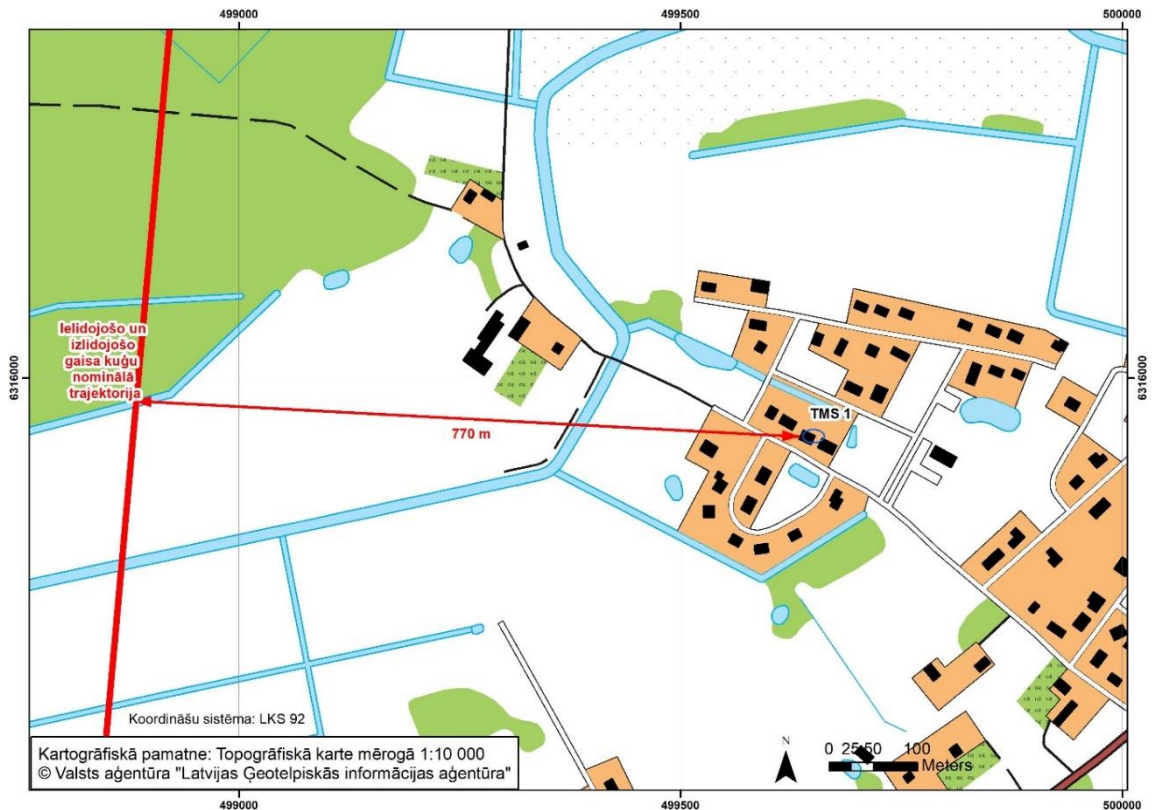 499000
499500
500000
6316000
6316000
Ielidojošo un
izlidojošo
gaisa kuģu
nominālā
trajektorija
TMS 1
770 m
Koordināšu sistēma: LKS 92
Kartogrāfiskā pamatne: Topogrāfiskā karte mērogā 1:10 000
© Valsts aģentūra "Latvijas Ģeotelpiskās informācijas aģentūra"
N
0 25 50 100
Meters
499000
499500
500000